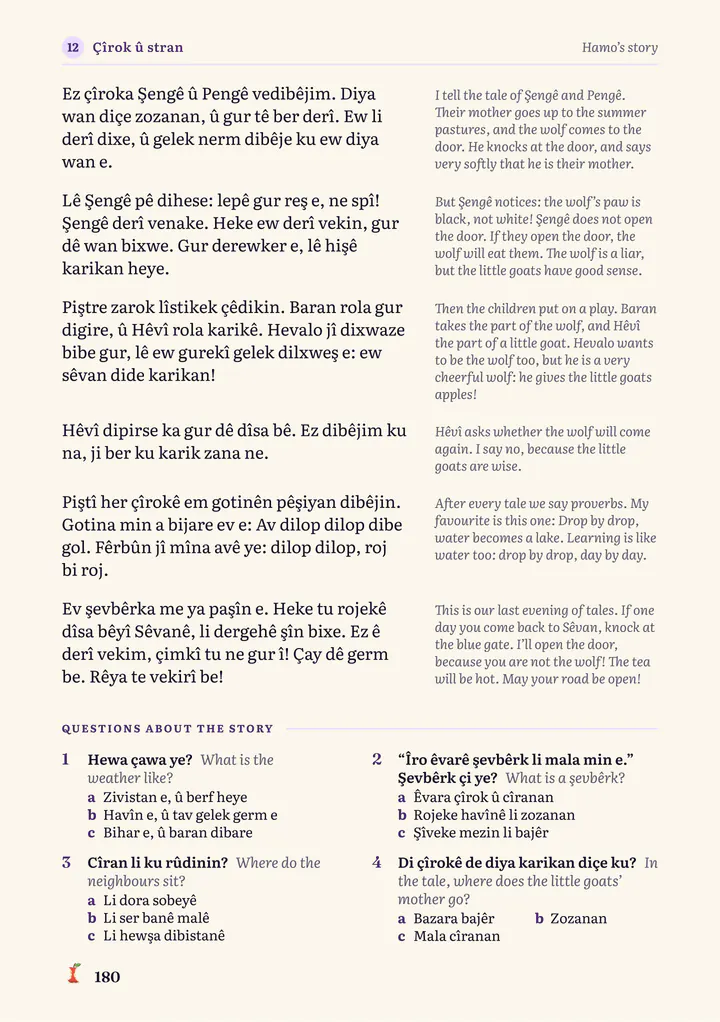 12 Çîrok û stran
Hamo's story
Ez çîroka Şengê û Pengê vedibêjim. Diya
wan diçe zozanan, û gur tê ber derî. Ew li
derî dixe, û gelek nerm dibêje ku ew diya
wan e.
I tell the tale of Şengê and Pengê.
Their mother goes up to the summer
pastures, and the wolf comes to the
door. He knocks at the door, and says
very softly that he is their mother.
Lê Şengê pê dihese: lepê gur reş e, ne spî!
Şengê derî venake. Heke ew derî vekin, gur
dê wan bixwe. Gur derewker e, lê hişê
karikan heye.
But Şengê notices: the wolf's paw is
black, not white! Şengê does not open
the door. If they open the door, the
wolf will eat them. The wolf is a liar,
but the little goats have good sense.
Piştre zarok lîstikek çêdikin. Baran rola gur
digire, û Hêvî rola karikê. Hevalo jî dixwaze
bibe gur, lê ew gurekî gelek dilxweş e: ew
sêvan dide karikan!
Then the children put on a play. Baran
takes the part of the wolf, and Hêvî
the part of a little goat. Hevalo wants
to be the wolf too, but he is a very
cheerful wolf: he gives the little goats
apples!
Hêvî dipirse ka gur dê dîsa bê. Ez dibêjim ku
na, ji ber ku karik zana ne.
Hêvî asks whether the wolf will come
again. I say no, because the little
goats are wise.
Piştî her çîrokê em gotinên pêşiyan dibêjin.
Gotina min a bijare ev e: Av dilop dilop dibe
gol. Fêrbûn jî mîna avê ye: dilop dilop, roj
bi roj.
After every tale we say proverbs. My
favourite is this one: Drop by drop,
water becomes a lake. Learning is like
water too: drop by drop, day by day.
Ev şevbêrka me ya paşîn e. Heke tu rojekê
dîsa bêyî Sêvanê, li dergehê şîn bixe. Ez ê
derî vekim, çimkî tu ne gur î! Çay dê germ
be. Rêya te vekirî be!
This is our last evening of tales. If one
day you come back to Sêvan, knock at
the blue gate. I'll open the door,
because you are not the wolf! The tea
will be hot. May your road be open!
QUESTIONS ABOUT THE STORY
1 Hewa çawa ye? What is the
weather like?
a Zivistan e, û berf heye
b Havîn e, û tav gelek germ e
c Bihar e, û baran dibare
2 “Îro êvarê şevbêrk li mala min e.”
Şevbêrk çi ye? What is a şevbêrk?
a Êvara çîrok û cîranan
b Rojeke havînê li zozanan
c Şîveke mezin li bajêr
3 Cîran li ku rûdinin? Where do the
neighbours sit?
a Li dora sobeyê
b Li ser banê malê
c Li hewşa dibistanê
4 Di çîrokê de diya karikan diçe ku? In
the tale, where does the little goats'
mother go?
a Bazara bajêr b Zozanan
c Mala cîranan
180